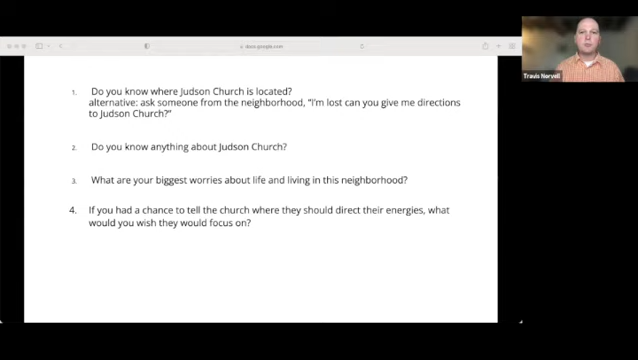 docs.google.com
1. Do you know where Judson Church is located?
alternative: ask someone from the neighborhood, "I'm lost can you give me directions
to Judson Church?"
2. Do you know anything about Judson Church?
3. What are your biggest worries about life and living in this neighborhood?
4. If you had a chance to tell the church where they should direct their energies, what
would you wish they would focus on?
Travis Norvell